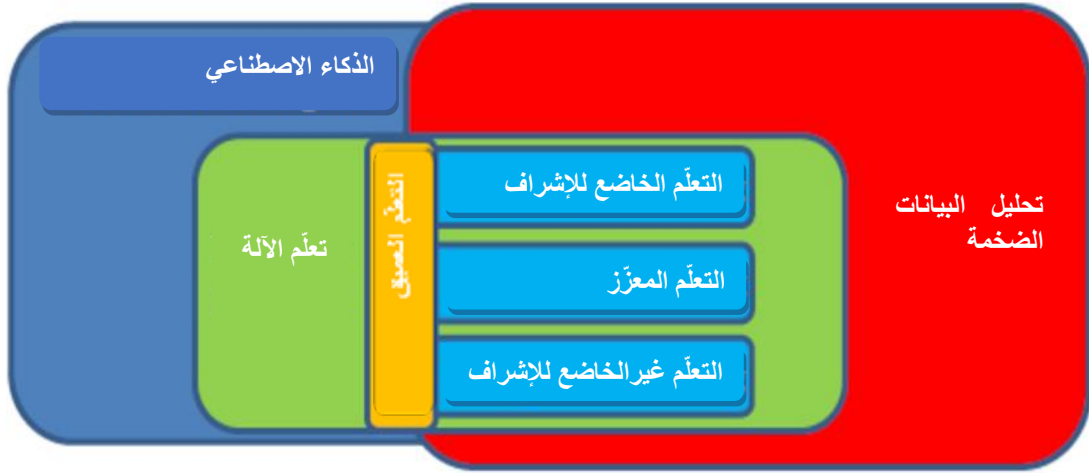 الذكاء الاصطناعي
تحليل البيانات
الضخمة
تعلّم الآلة
التعلّم العميق
التعلّم الخاضع للإشراف
التعلّم المعزّز
التعلّم غيرالخاضع للإشراف